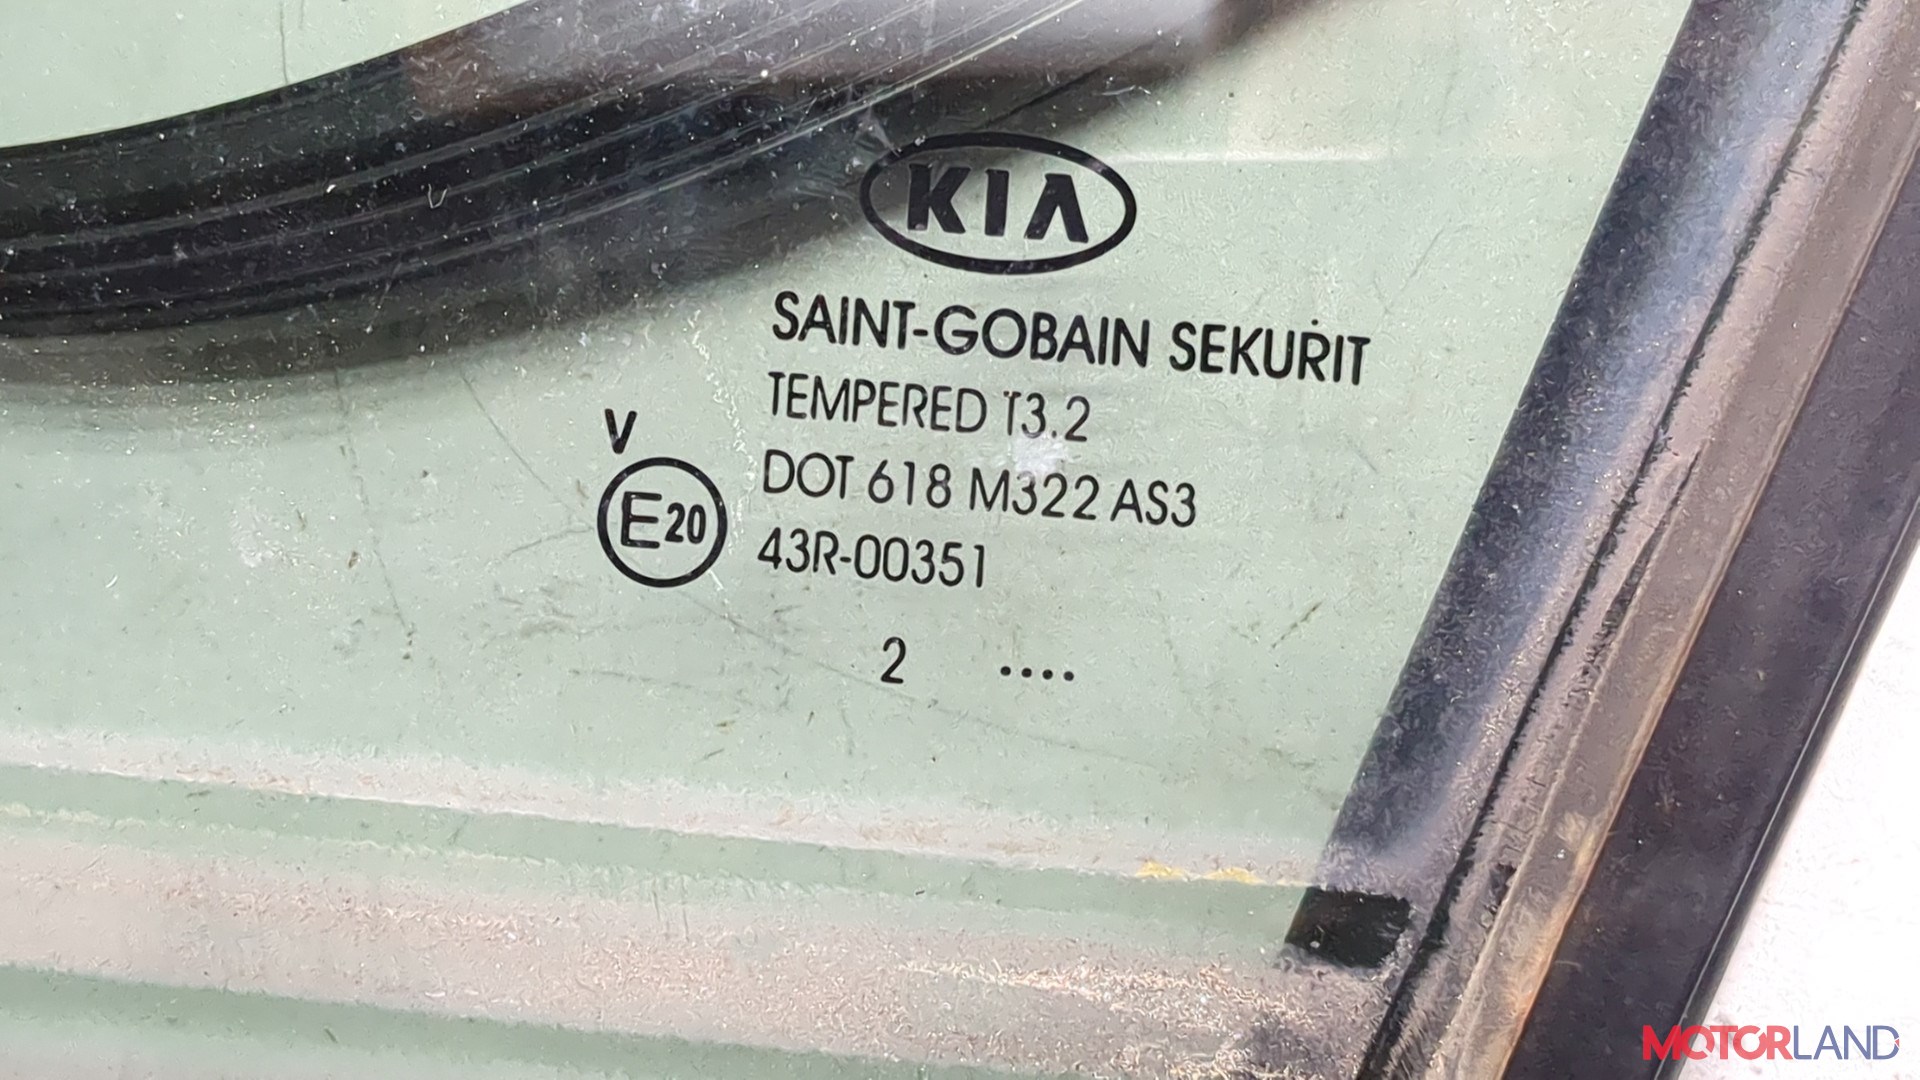 KIA
SAINT-GOBAIN SEKURIT
TEMPERED T3.2
V
DOT 618 M322 AS3
E20
43R-00351
2 ....
MOTORLAND